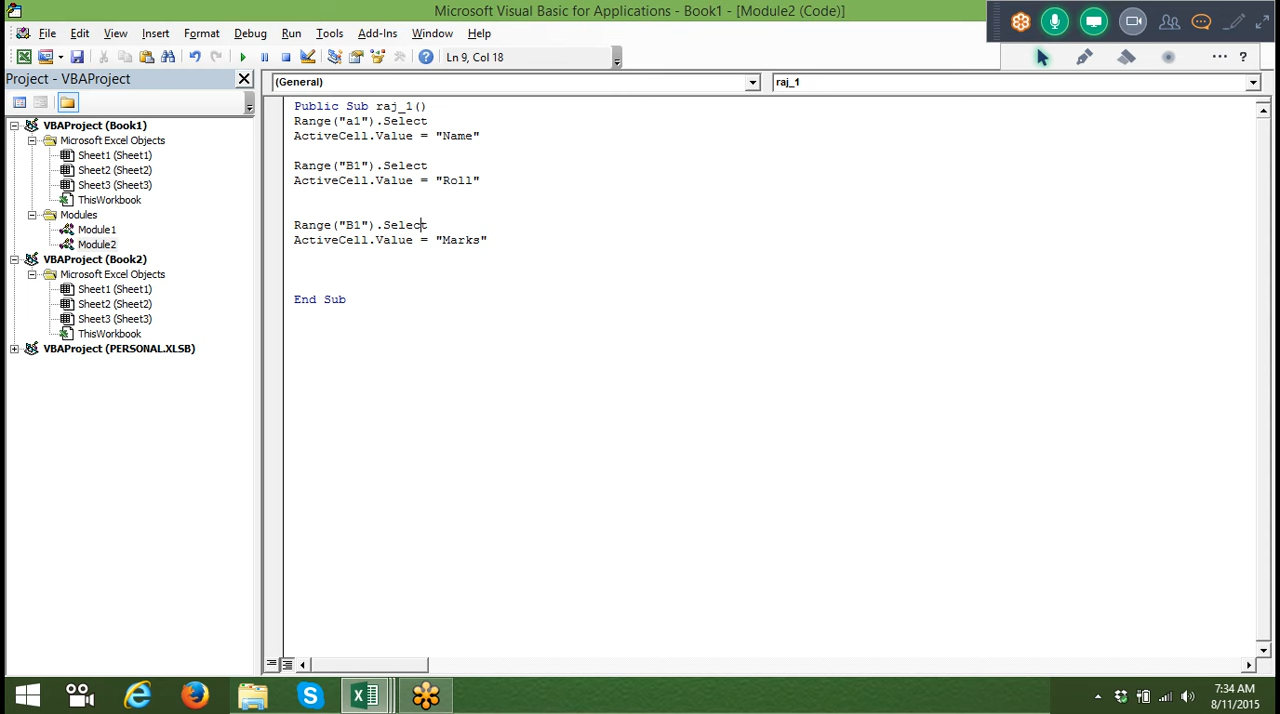 Microsoft Visual Basic for Applications - Book1 - [Module2 (Code)]
File Edit View Insert Format Debug Run Tools Add-Ins Window Help
Ln 9, Col 18
Project - VBAProject
(General) raj_1
VBAProject (Book1)
Microsoft Excel Objects
Sheet1 (Sheet1)
Sheet2 (Sheet2)
Sheet3 (Sheet3)
ThisWorkbook
Modules
Module1
Module2
VBAProject (Book2)
Microsoft Excel Objects
Sheet1 (Sheet1)
Sheet2 (Sheet2)
Sheet3 (Sheet3)
ThisWorkbook
VBAProject (PERSONAL.XLSB)
Public Sub raj_1()
Range("a1").Select
ActiveCell.Value = "Name"
Range("B1").Select
ActiveCell.Value = "Roll"
Range("B1").Select
ActiveCell.Value = "Marks"
End Sub
7:34 AM
8/11/2015